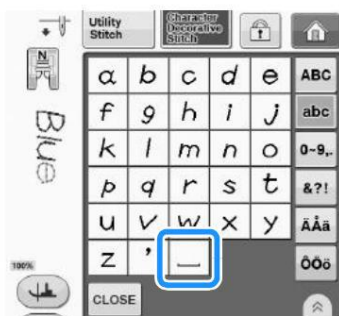 Utility Stitch
Character Decorative Stitch
N
Blue
a b c d e ABC
f g h i j abc
k l m n o 0~9,.
p q r s t &?!
u v w x y ÄÅä
z ' ⎵ ÔÖö
100%
CLOSE